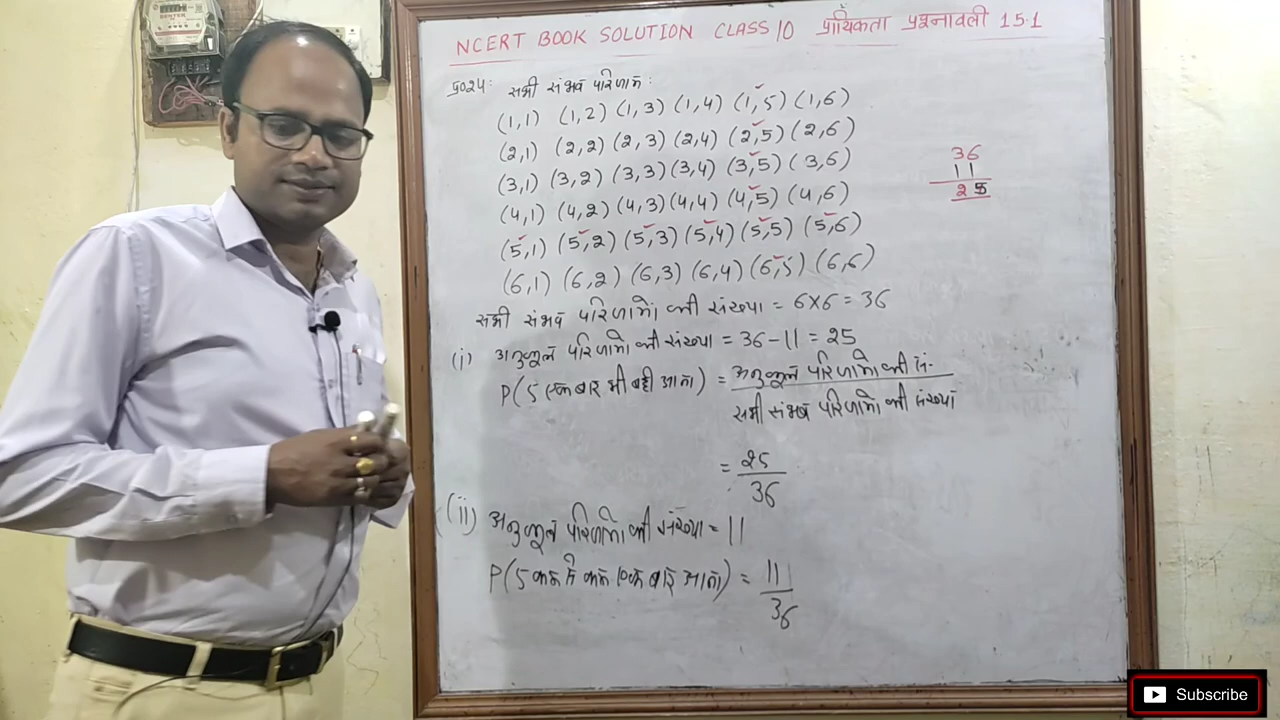 NCERT BOOK SOLUTION CLASS 10 प्रायिकता प्रश्नावली 15.1
प्र०24: सभी संभव परिणाम:
(1,1) (1,2) (1,3) (1,4) (1,5) (1,6)
(2,1) (2,2) (2,3) (2,4) (2,5) (2,6)
(3,1) (3,2) (3,3) (3,4) (3,5) (3,6)
(4,1) (4,2) (4,3) (4,4) (4,5) (4,6)
(5,1) (5,2) (5,3) (5,4) (5,5) (5,6)
(6,1) (6,2) (6,3) (6,4) (6,5) (6,6)
36
11
25
सभी संभव परिणामों की संख्या = 6×6 = 36
(i) अनुकूल परिणामों की संख्या = 36-11 = 25
P(5 एक बार भी नहीं आना) = अनुकूल परिणामों की सं.
सभी संभव परिणामों की संख्या
= 25
36
(ii) अनुकूल परिणामों की संख्या = 11
P(5 कम से कम एक बार आना) = 11
36
Subscribe